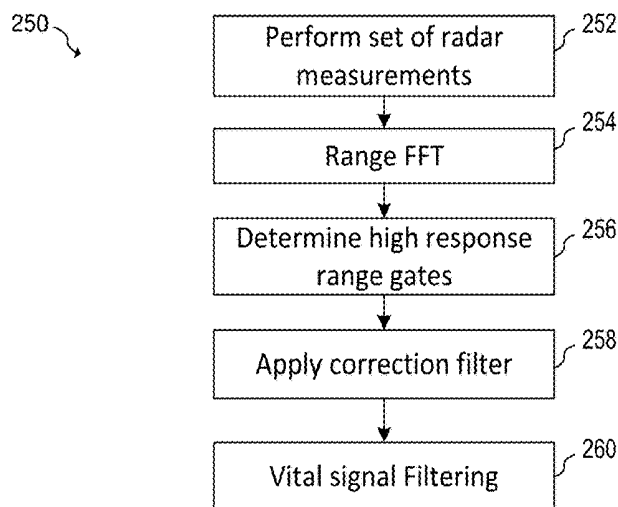 250
Perform set of radar
measurements
252
Range FFT
254
Determine high response
range gates
256
Apply correction filter
258
Vital signal Filtering
260